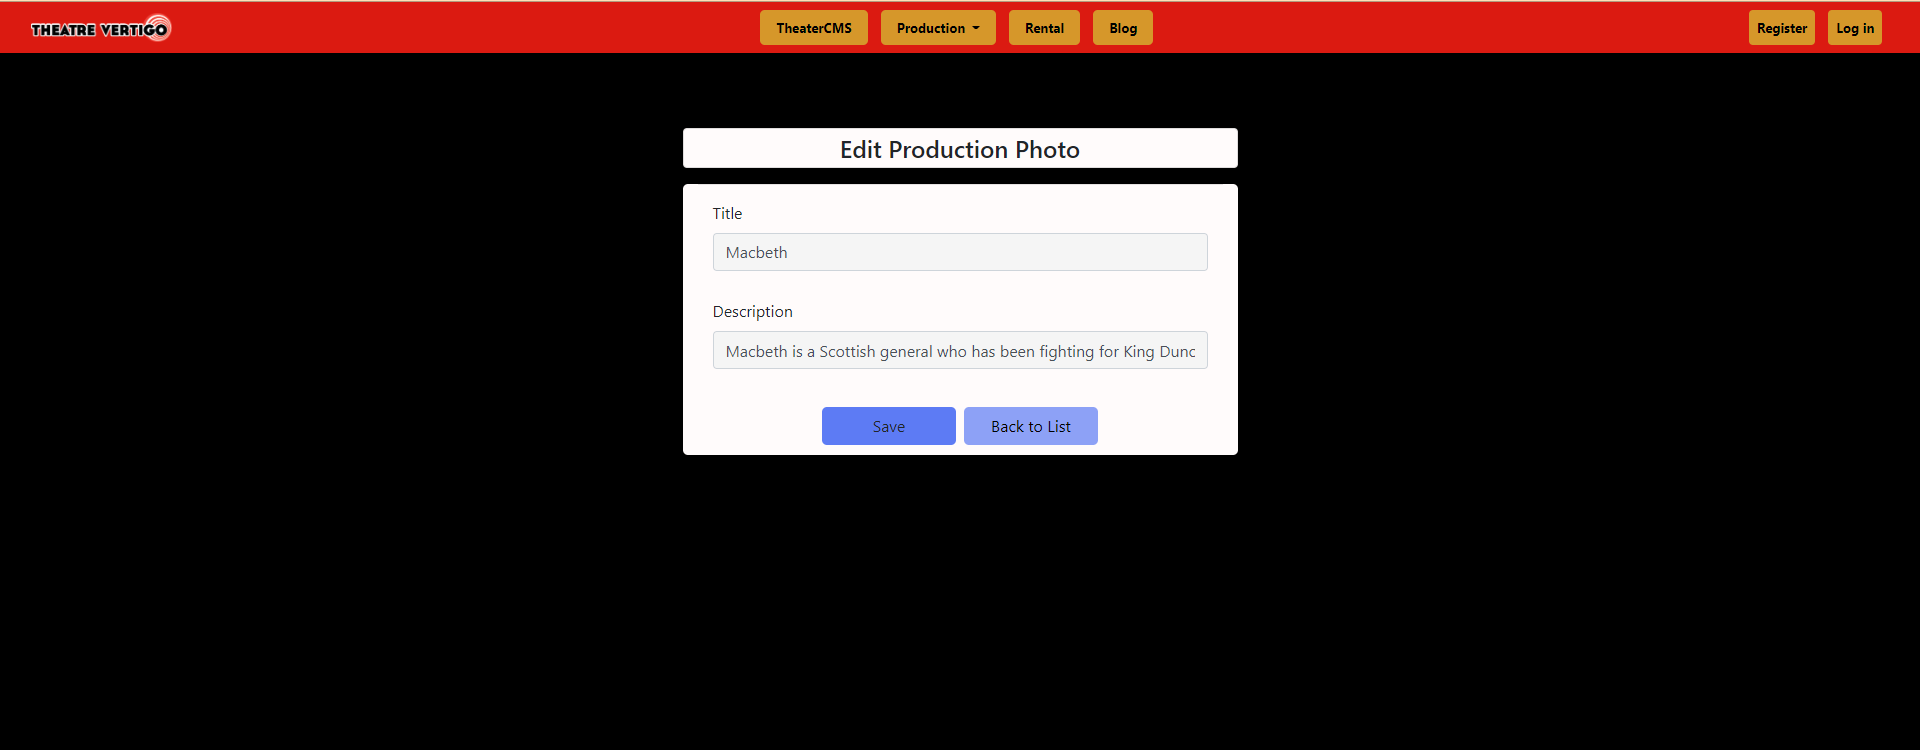 THEATRE VERTIGO
TheaterCMS
Production
Rental
Blog
Register
Log in
Edit Production Photo
Title
Macbeth
Description
Macbeth is a Scottish general who has been fighting for King Dunc
Save
Back to List